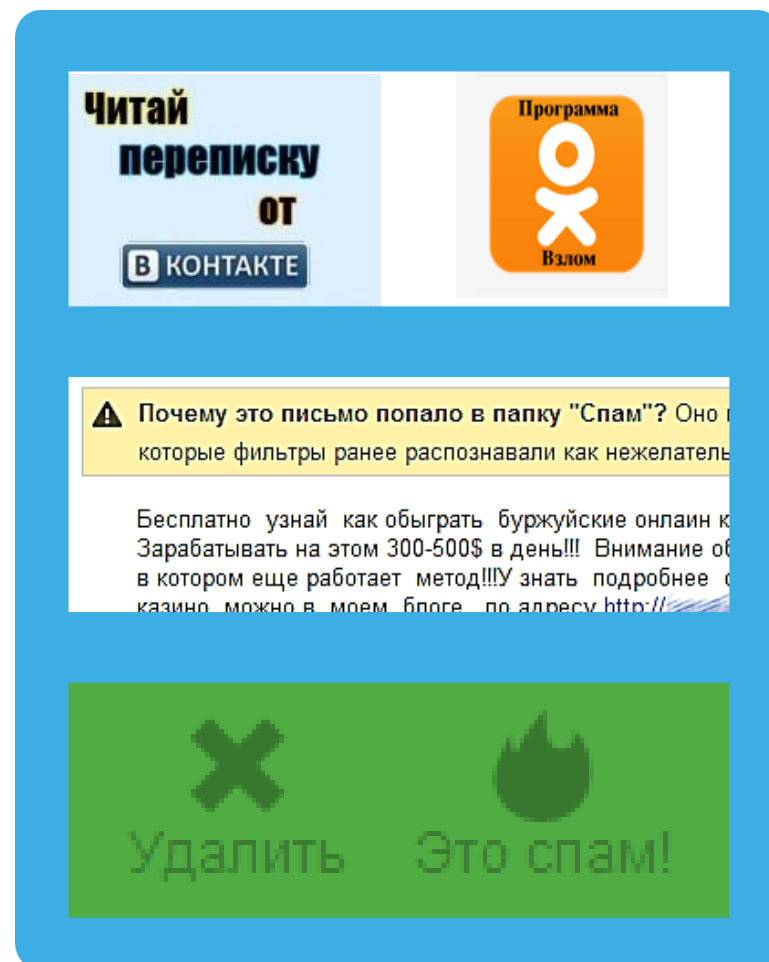 Читай
переписку
от
В КОНТАКТЕ
Программа
Взлом
Почему это письмо попало в папку "Спам"? Оно
которые фильтры ранее распознавали как нежелатель
Бесплатно узнай как обыграть буржуйские онлаин к
Зарабатывать на этом 300-500$ в день!!! Внимание об
в котором еще работает метод!!!У знать подробнее
казино можно в моем блоге по адресу http://
Удалить
Это спам!